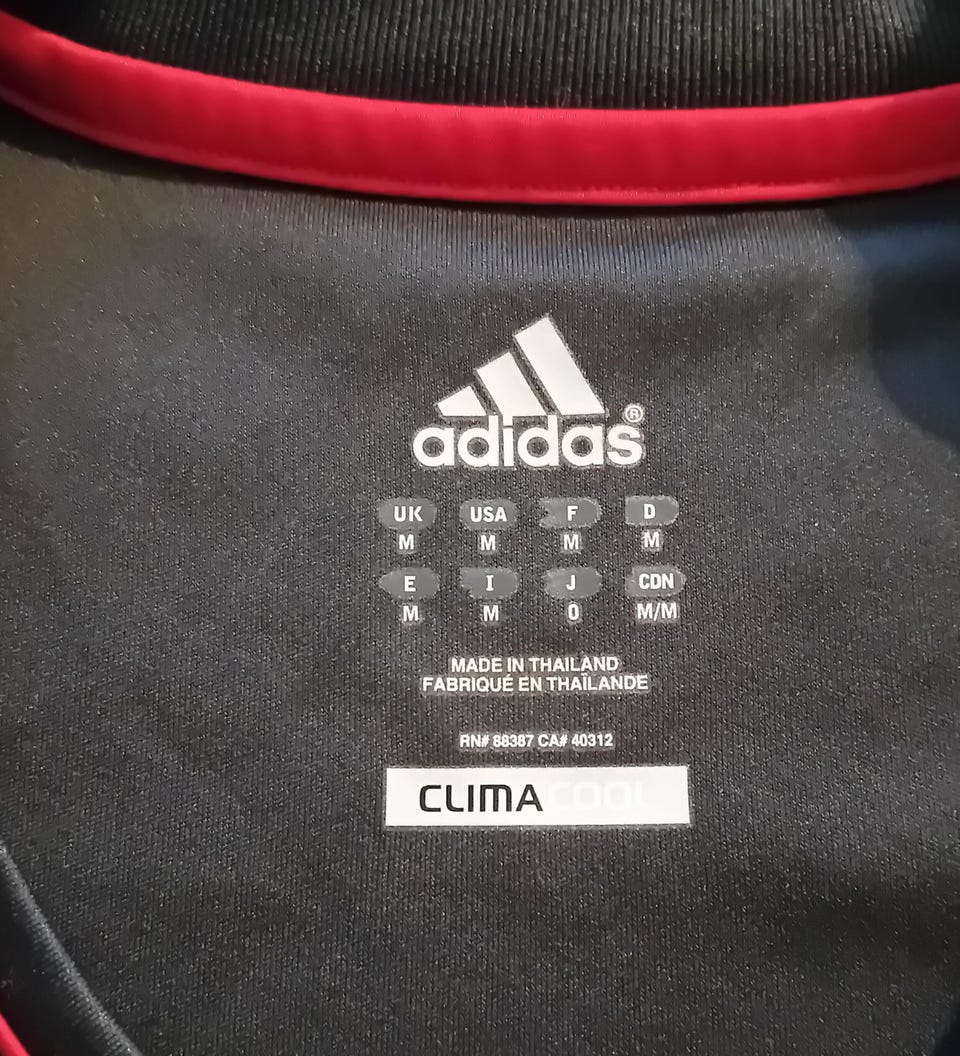 adidas®
UK USA F D
M M M M
E I J CDN
M M O M/M
MADE IN THAILAND
FABRIQUÉ EN THAÏLANDE
RN# 88387 CA# 40312
CLIMACOOL